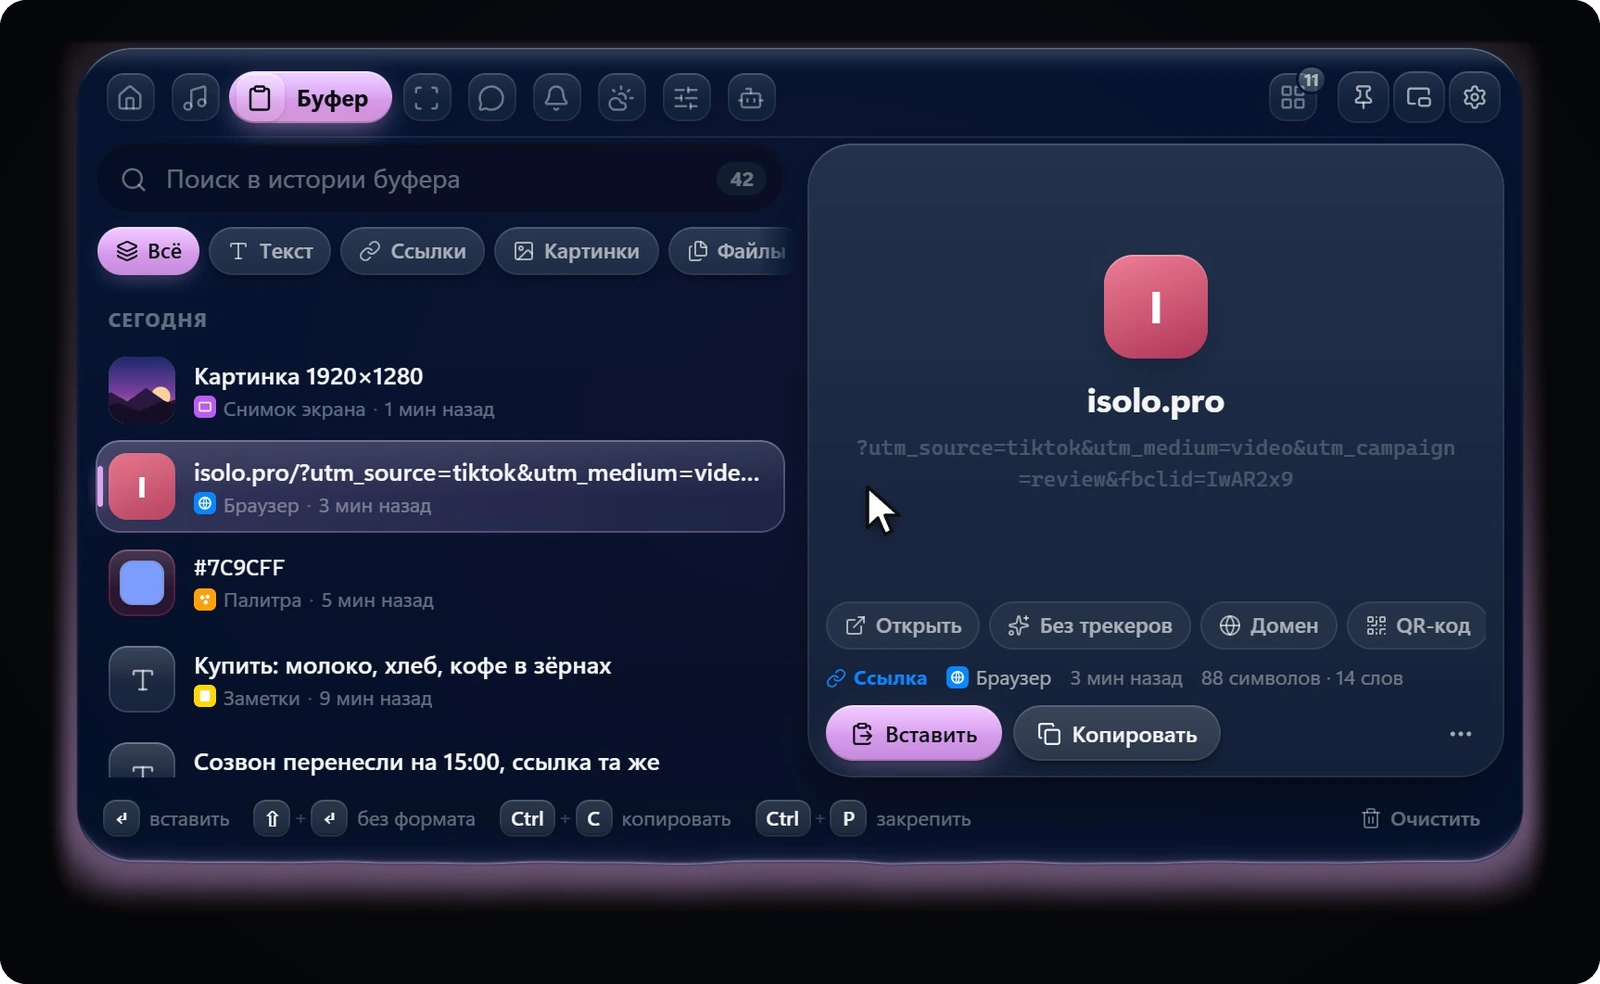 Буфер
11
Поиск в истории буфера 42
Всё Текст Ссылки Картинки Файлы
СЕГОДНЯ
Картинка 1920×1280
Снимок экрана · 1 мин назад
I
isolo.pro/?utm_source=tiktok&utm_medium=vide...
Браузер · 3 мин назад
#7C9CFF
Палитра · 5 мин назад
T
Купить: молоко, хлеб, кофе в зёрнах
Заметки · 9 мин назад
T
Созвон перенесли на 15:00, ссылка та же
I
isolo.pro
?utm_source=tiktok&utm_medium=video&utm_campaign
=review&fbclid=IwAR2x9
Открыть Без трекеров Домен QR-код
Ссылка Браузер 3 мин назад 88 символов · 14 слов
Вставить Копировать
вставить + без формата Ctrl + C копировать Ctrl + P закрепить Очистить